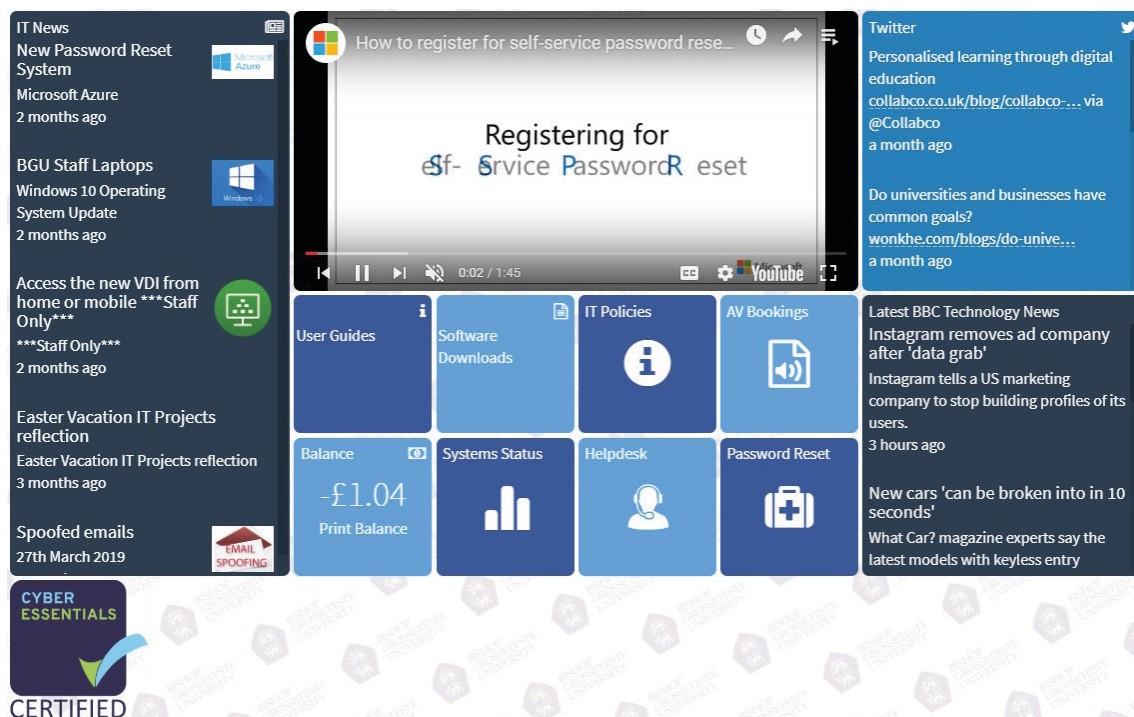 IT News
New Password Reset
System
Microsoft Azure
2 months ago
Microsoft
Azure
BGU Staff Laptops
Windows 10 Operating
System Update
2 months ago
Windows 10
Access the new VDI from
home or mobile ***Staff
Only***
***Staff Only***
2 months ago
Easter Vacation IT Projects
reflection
Easter Vacation IT Projects reflection
3 months ago
Spoofed emails
27th March 2019
EMAIL
SPOOFING
How to register for self-service password rese...
Registering for
Self- Service Password Reset
0:02 / 1:45
CC
YouTube
Twitter
Personalised learning through digital
education
collabco.co.uk/blog/collabco-... via
@Collabco
a month ago
Do universities and businesses have
common goals?
wonkhe.com/blogs/do-unive...
a month ago
User Guides
Software
Downloads
IT Policies
AV Bookings
Balance
-£1.04
Print Balance
Systems Status
Helpdesk
Password Reset
Latest BBC Technology News
Instagram removes ad company
after 'data grab'
Instagram tells a US marketing
company to stop building profiles of its
users.
3 hours ago
New cars 'can be broken into in 10
seconds'
What Car? magazine experts say the
latest models with keyless entry
CYBER
ESSENTIALS
CERTIFIED
BISHOP
GROSSETESTE
UNIVERSITY